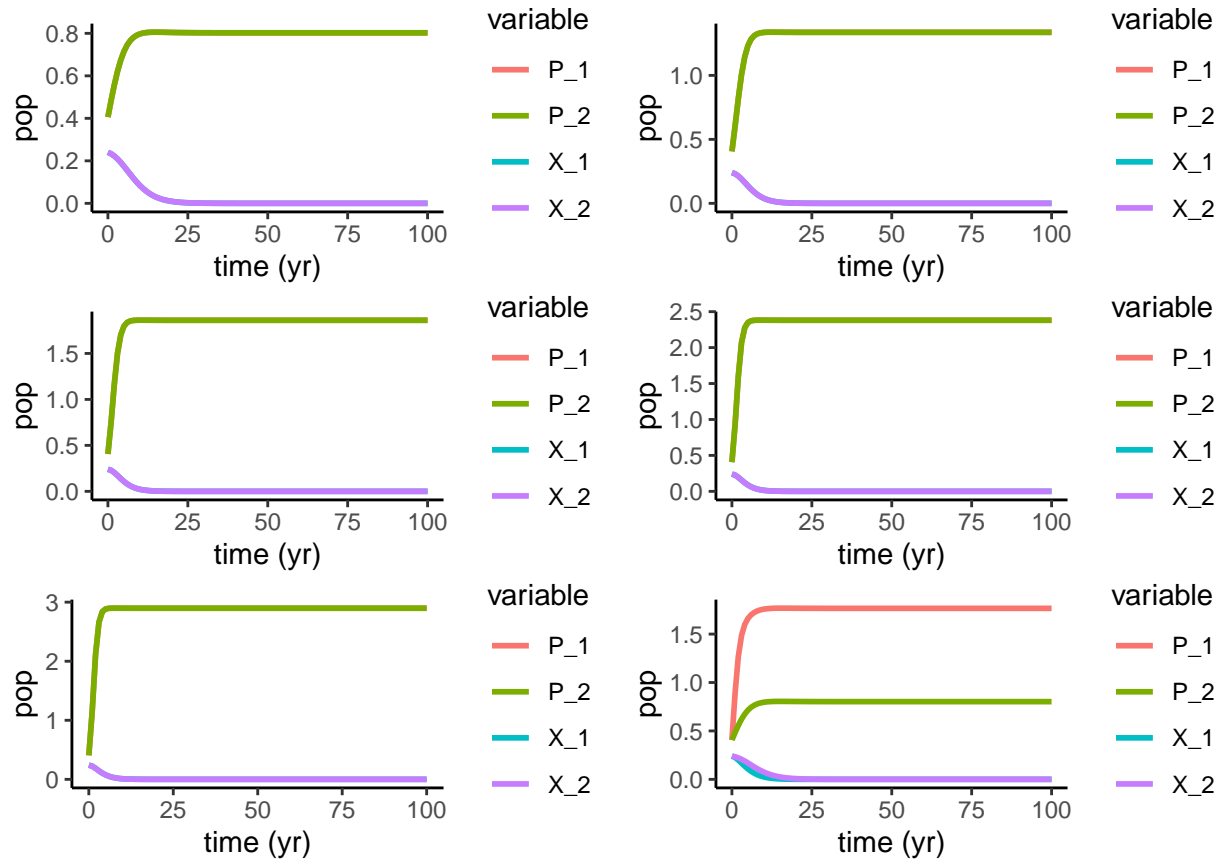 variable
0.8
0.6
0.4
0.2
0.0
pop
P_1
P_2
X_1
X_2
0 25 50 75 100
time (yr)
variable
1.0
0.5
0.0
pop
P_1
P_2
X_1
X_2
0 25 50 75 100
time (yr)
variable
1.5
1.0
0.5
0.0
pop
P_1
P_2
X_1
X_2
0 25 50 75 100
time (yr)
variable
2.5
2.0
1.5
1.0
0.5
0.0
pop
P_1
P_2
X_1
X_2
0 25 50 75 100
time (yr)
variable
3
2
1
0
pop
P_1
P_2
X_1
X_2
0 25 50 75 100
time (yr)
variable
1.5
1.0
0.5
0.0
pop
P_1
P_2
X_1
X_2
0 25 50 75 100
time (yr)